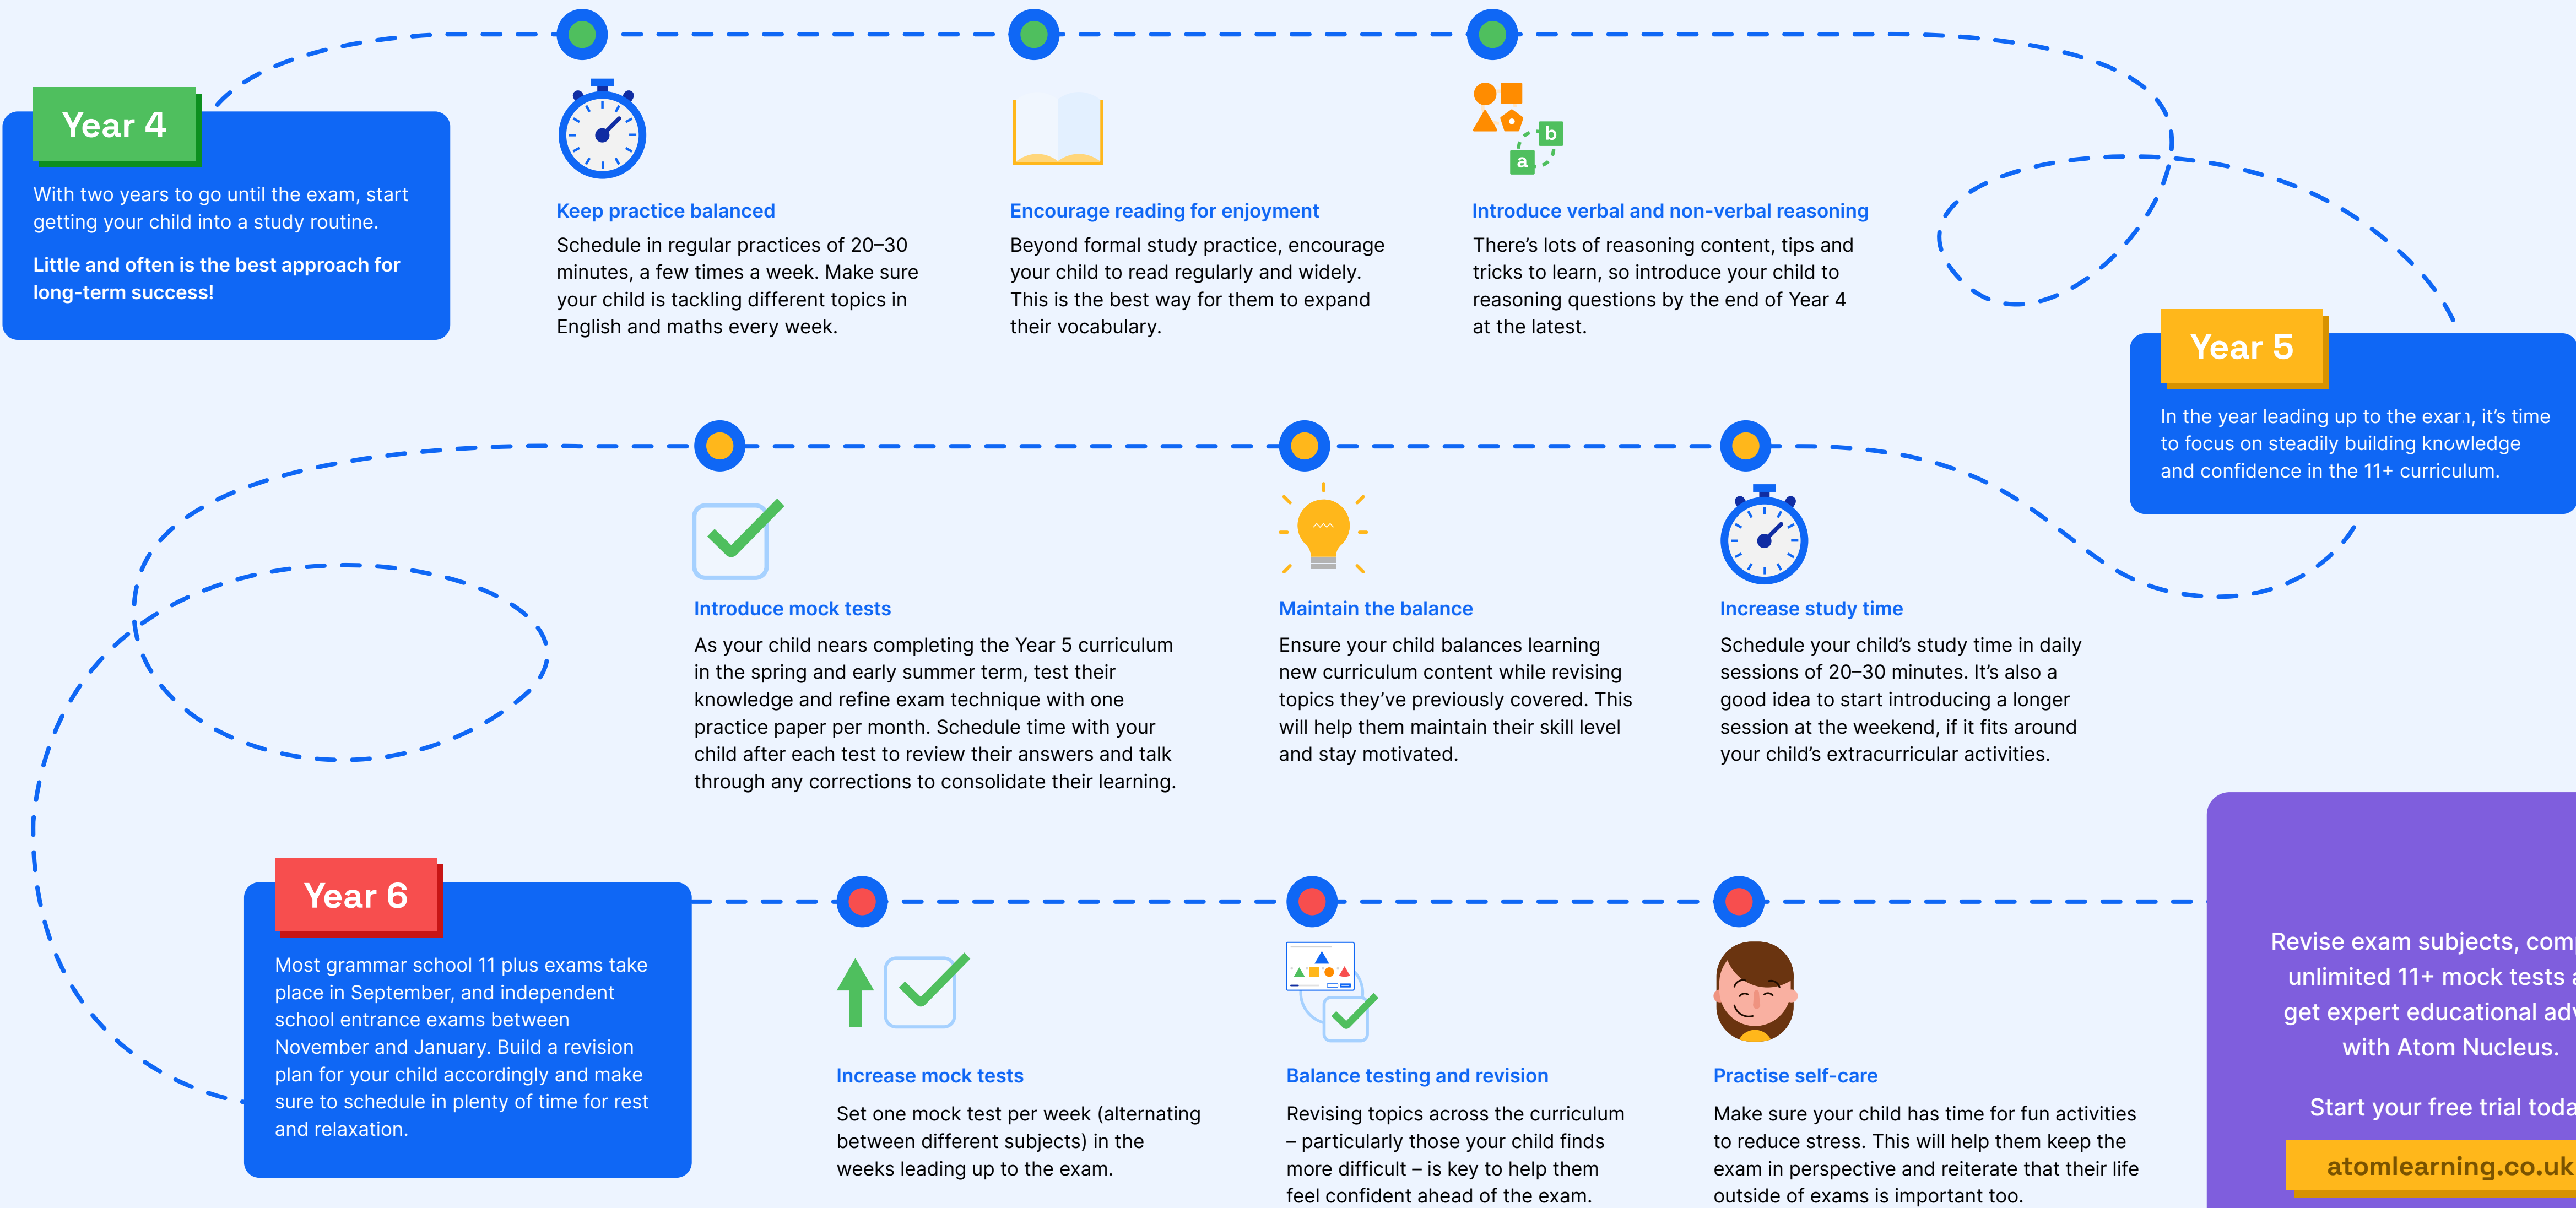 Year 4
With two years to go until the exam, start
getting your child into a study routine.
Little and often is the best approach for
long-term success!
Keep practice balanced
Schedule in regular practices of 20–30
minutes, a few times a week. Make sure
your child is tackling different topics in
English and maths every week.
Encourage reading for enjoyment
Beyond formal study practice, encourage
your child to read regularly and widely.
This is the best way for them to expand
their vocabulary.
b
a
Introduce verbal and non-verbal reasoning
There’s lots of reasoning content, tips and
tricks to learn, so introduce your child to
reasoning questions by the end of Year 4
at the latest.
Year 5
In the year leading up to the exam, it’s time
to focus on steadily building knowledge
and confidence in the 11+ curriculum.
Increase study time
Schedule your child’s study time in daily
sessions of 20–30 minutes. It’s also a
good idea to start introducing a longer
session at the weekend, if it fits around
your child’s extracurricular activities.
Maintain the balance
Ensure your child balances learning
new curriculum content while revising
topics they’ve previously covered. This
will help them maintain their skill level
and stay motivated.
Introduce mock tests
As your child nears completing the Year 5 curriculum
in the spring and early summer term, test their
knowledge and refine exam technique with one
practice paper per month. Schedule time with your
child after each test to review their answers and talk
through any corrections to consolidate their learning.
Year 6
Most grammar school 11 plus exams take
place in September, and independent
school entrance exams between
November and January. Build a revision
plan for your child accordingly and make
sure to schedule in plenty of time for rest
and relaxation.
Increase mock tests
Set one mock test per week (alternating
between different subjects) in the
weeks leading up to the exam.
Balance testing and revision
Revising topics across the curriculum
– particularly those your child finds
more difficult – is key to help them
feel confident ahead of the exam.
Practise self-care
Make sure your child has time for fun activities
to reduce stress. This will help them keep the
exam in perspective and reiterate that their life
outside of exams is important too.
Revise exam subjects,
unlimited 11+ mock tests
get expert educational
with Atom Nucleus.
Start your free trial
atomlearning.co.uk